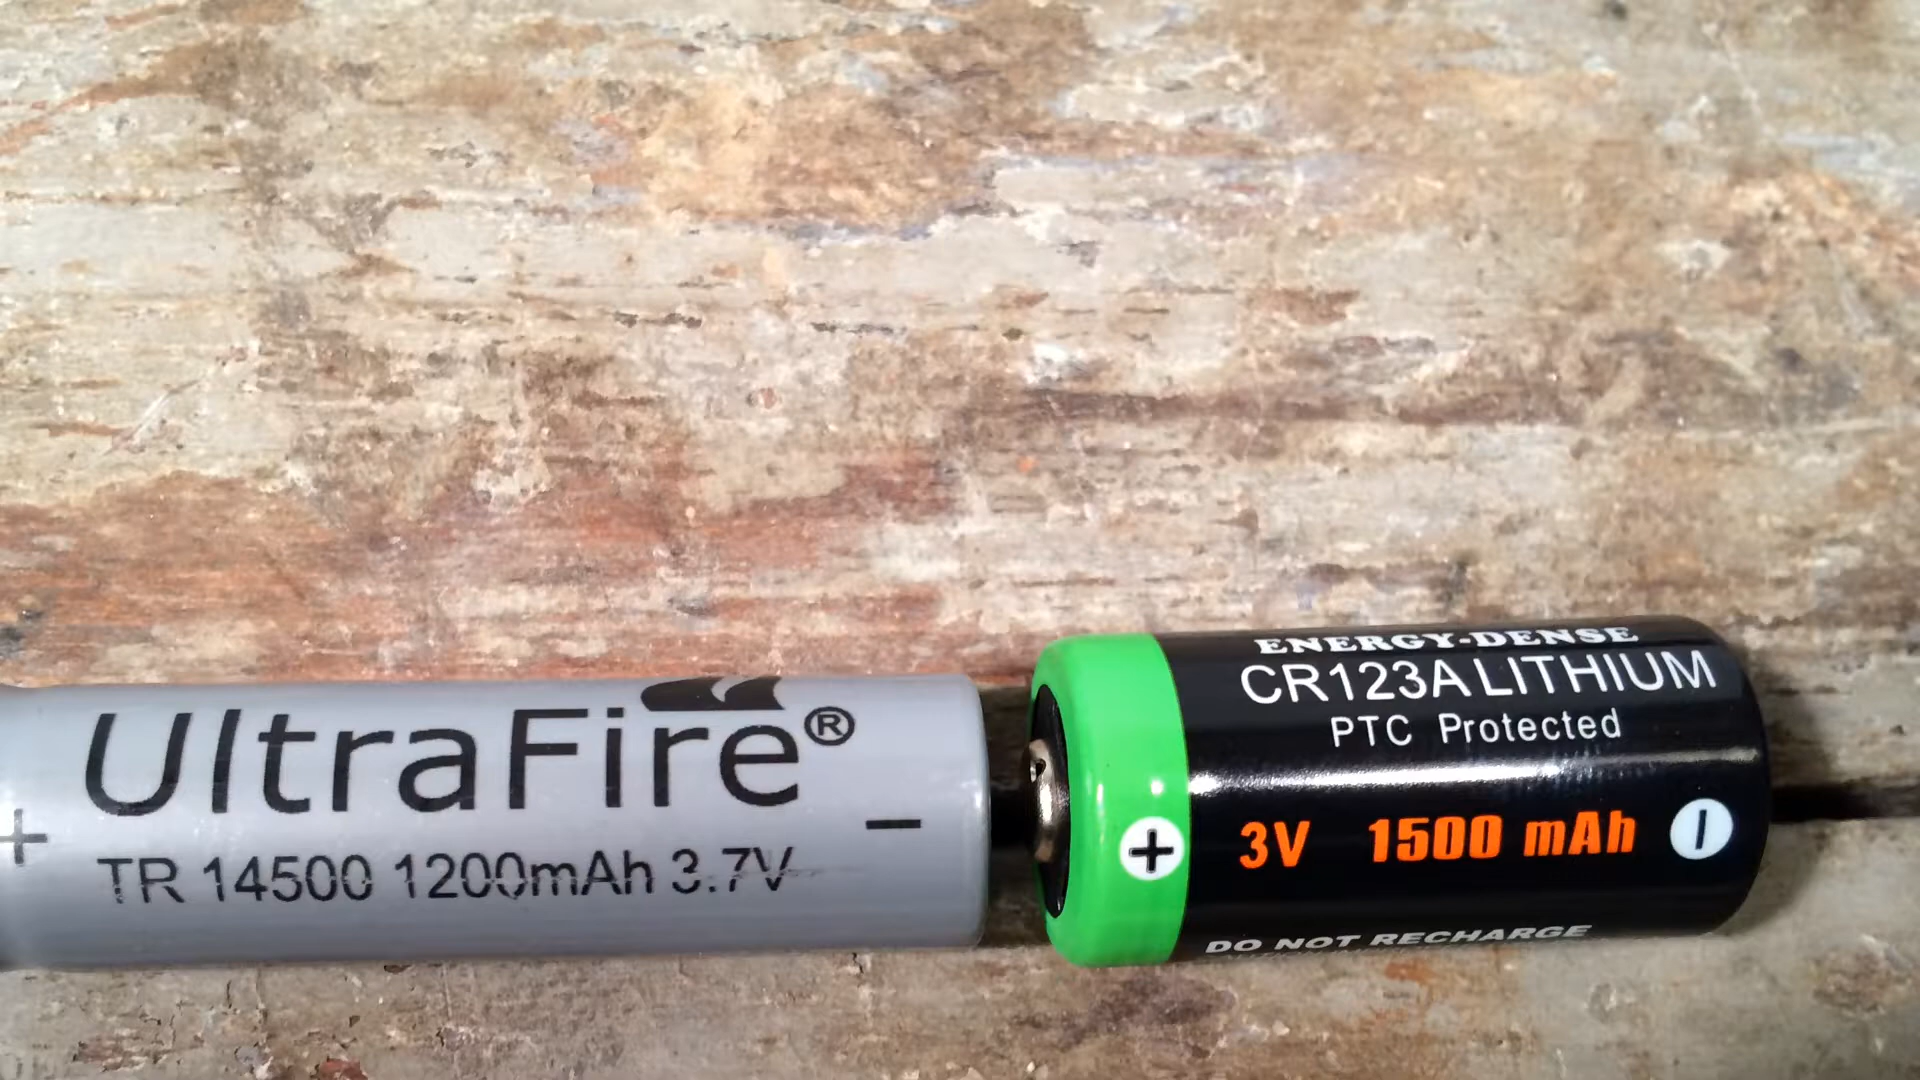 UltraFire®
+ −
TR 14500 1200mAh 3.7V
ENERGY-DENSE
CR123A LITHIUM
PTC Protected
+ 3V 1500 mAh −
DO NOT RECHARGE